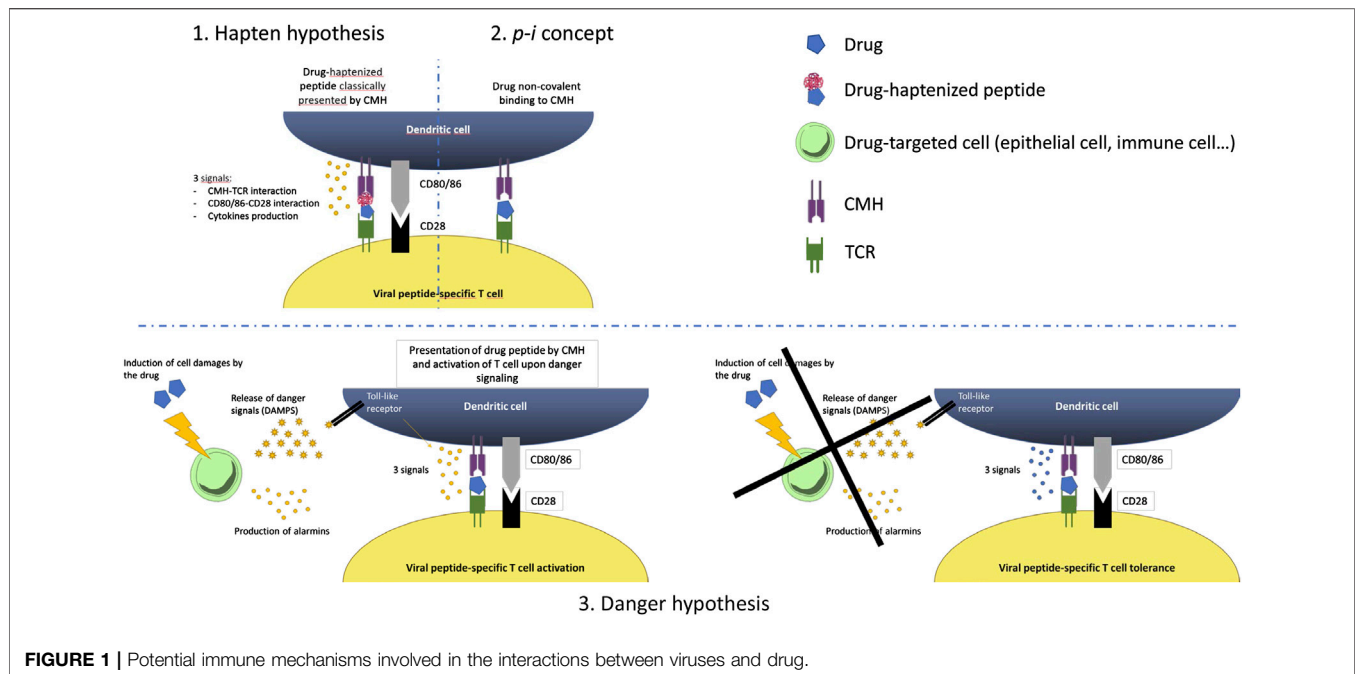 1. Hapten hypothesis
2. p-i concept
Drug-haptenized
peptide classically
presented by CMH
Drug non-covalent
binding to CMH
Dendritic cell
3 signals:
- CMH-TCR interaction
- CD80/86-CD28 interaction
- Cytokines production
CD80/86
CD28
Viral peptide-specific T cell
Drug
Drug-haptenized peptide
Drug-targeted cell (epithelial cell, immune cell...)
CMH
TCR
Induction of cell damages by
the drug
Release of danger
signals (DAMPS)
Production of alarmins
Presentation of drug peptide by CMH
and activation of T cell upon danger
signaling
Toll-like
receptor
Dendritic cell
3 signals
CD80/86
CD28
Viral peptide-specific T cell activation
Induction of cell damages by
the drug
Release of danger
signals (DAMPS)
Production of alarmins
Toll-like
receptor
Dendritic cell
3 signals
CD80/86
CD28
Viral peptide-specific T cell tolerance
3. Danger hypothesis
FIGURE 1 | Potential immune mechanisms involved in the interactions between viruses and drug.